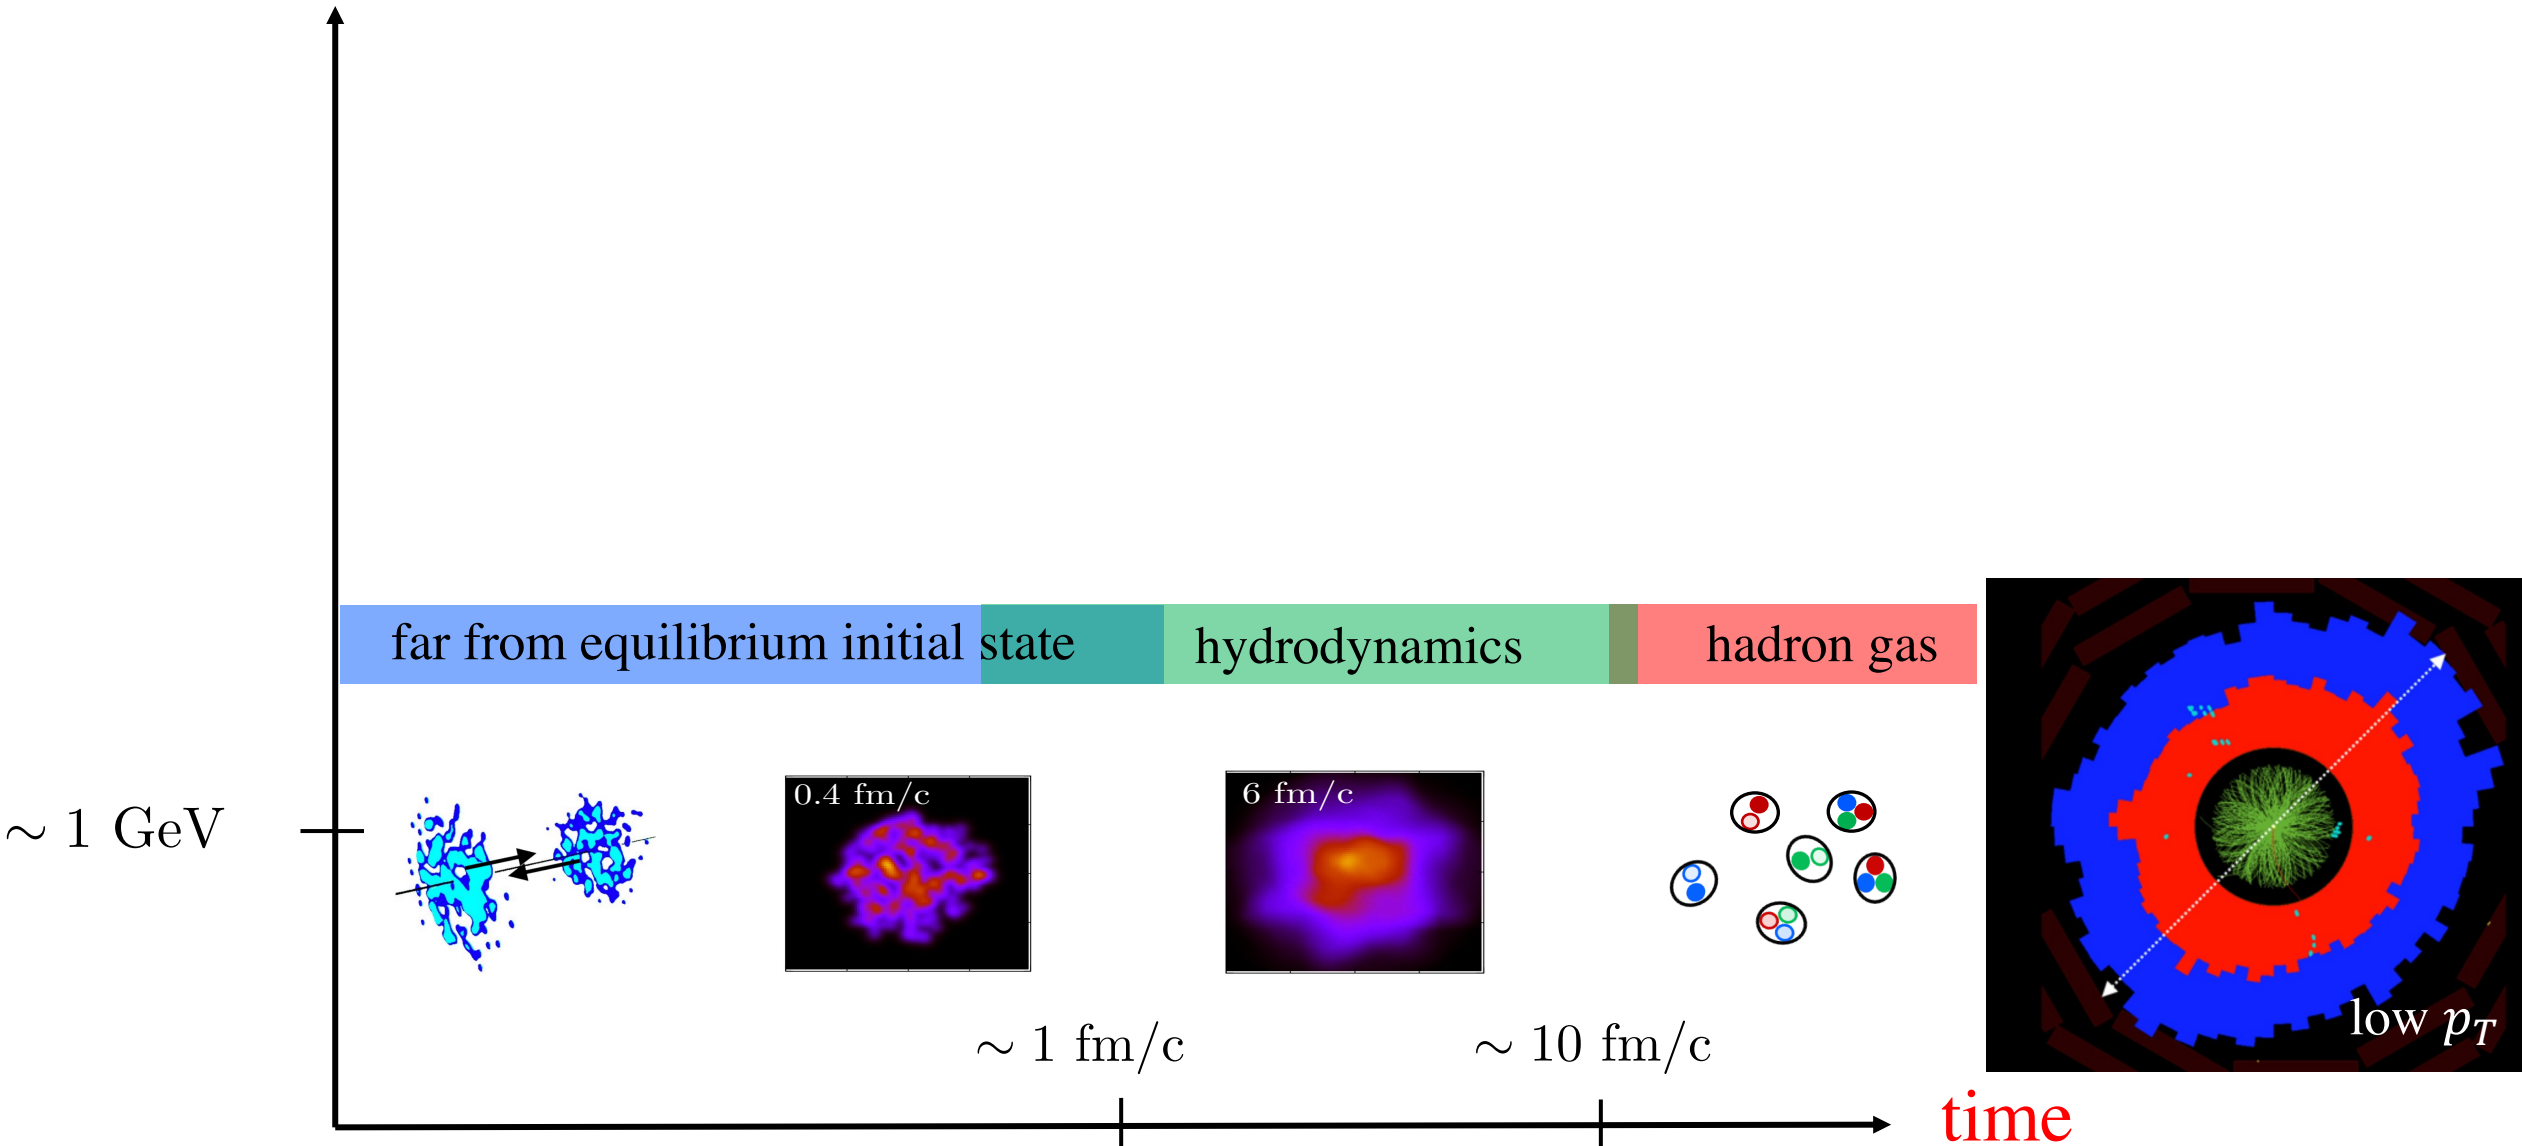 far from equilibrium initial state
hydrodynamics
hadron gas
~ 1 GeV
0.4 fm/c
6 fm/c
low p_T
~ 1 fm/c
~ 10 fm/c
time